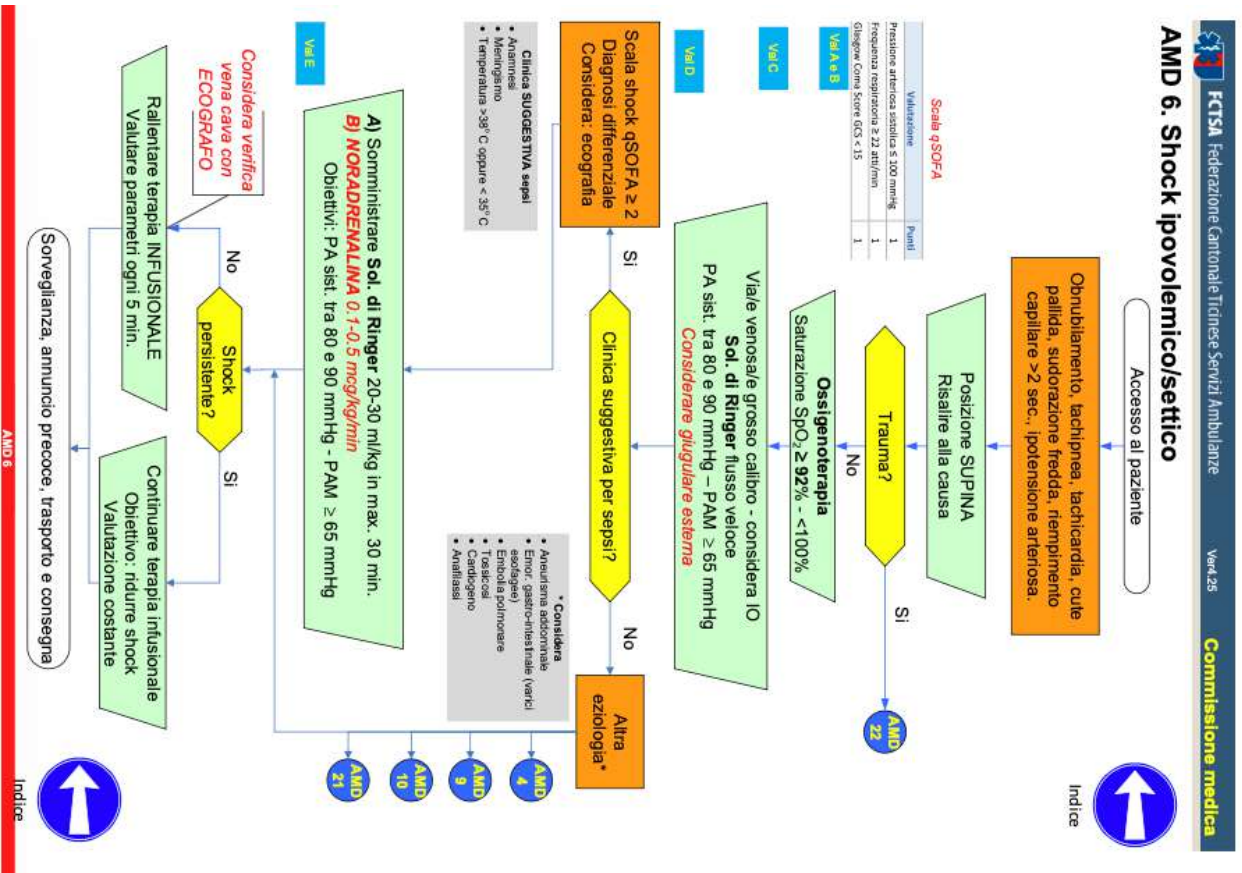 FCTSA Federazione Cantonale Ticinese Servizi Ambulanze
Ver4.25
Commissione medica
AMD 6. Shock ipovolemico/settico
Indice
Accesso al paziente
Obnubilamento, tachipnea, tachicardia, cute
pallida, sudorazione fredda, riempimento
capillare >2 sec., ipotensione arteriosa.
Posizione SUPINA
Risalire alla causa
Trauma?
Si
AMD
22
No
Scala qSOFA
Valutazione
Punti
Pressione arteriosa sistolica ≤ 100 mmHg
1
Frequenza respiratoria ≥ 22 atti/min
1
Glasgow Coma Score GCS < 15
1
Val A e B
Ossigenoterapia
Saturazione SpO₂ ≥ 92% - <100%
Val C
Via/e venosa/e grosso calibro - considera IO
Sol. di Ringer flusso veloce
PA sist. tra 80 e 90 mmHg – PAM ≥ 65 mmHg
Considerare giugulare esterna
Val D
Clinica suggestiva per sepsi?
Si
No
Scala shock qSOFA ≥ 2
Diagnosi differenziale
Considera: ecografia
Altra
eziologia*
Clinica SUGGESTIVA sepsi
• Anamnesi
• Meningismo
• Temperatura >38° C oppure < 35° C
* Considera
• Aneurisma addominale
• Emor. gastro-intestinale (varici
esofagee)
• Embolia polmonare
• Tossicosi
• Cardiogeno
• Anafilassi
AMD
4
AMD
9
AMD
10
AMD
21
Val E
A) Somministrare Sol. di Ringer 20-30 ml/kg in max. 30 min.
B) NORADRENALINA 0.1-0.5 mcg/kg/min
Obiettivi: PA sist. tra 80 e 90 mmHg - PAM ≥ 65 mmHg
Shock
persistente?
No
Si
Considera verifica
vena cava con
ECOGRAFO
Rallentare terapia INFUSIONALE
Valutare parametri ogni 5 min.
Continuare terapia infusionale
Obiettivo: ridurre shock
Valutazione costante
Sorveglianza, annuncio precoce, trasporto e consegna
Indice
AMD 6